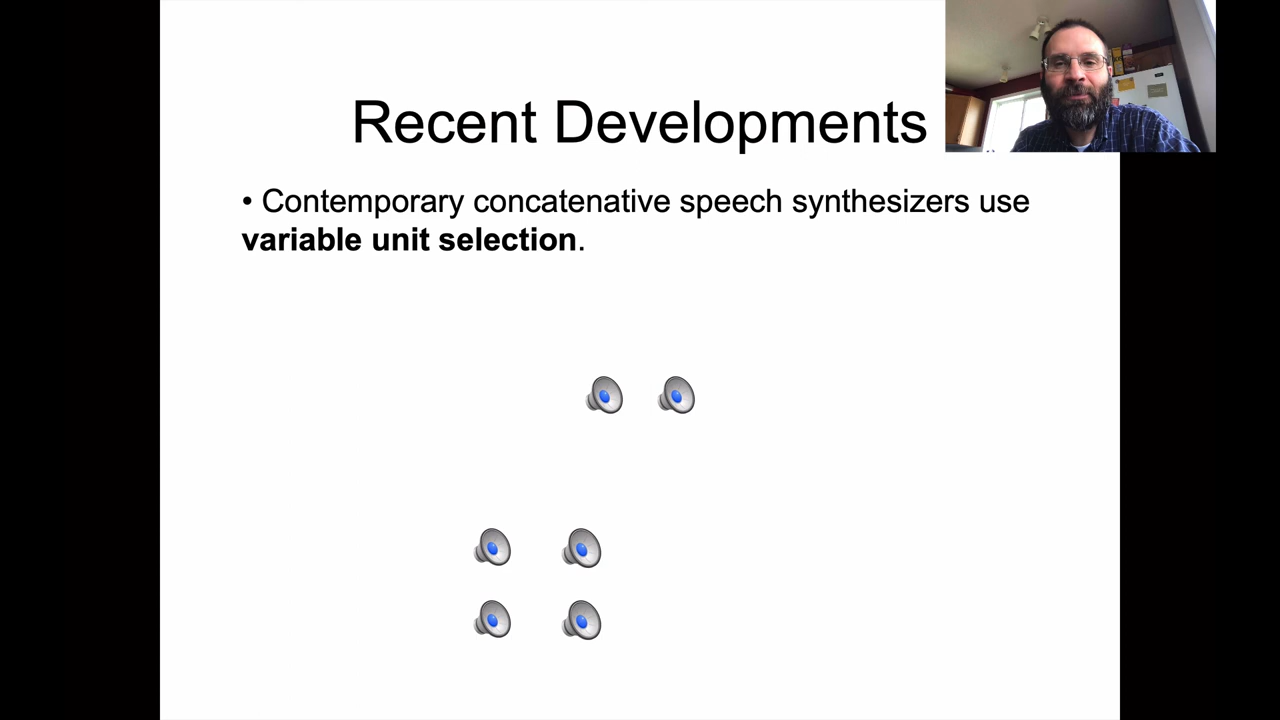 Recent Developments
• Contemporary concatenative speech synthesizers use
variable unit selection.